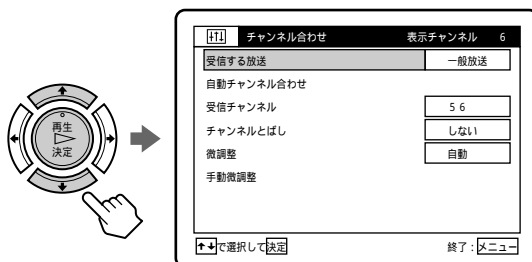 再生
決定
チャンネル合わせ 表示チャンネル 6
受信する放送 一般放送
自動チャンネル合わせ
受信チャンネル 56
チャンネルとばし しない
微調整 自動
手動微調整
で選択して決定 終了：メニュー